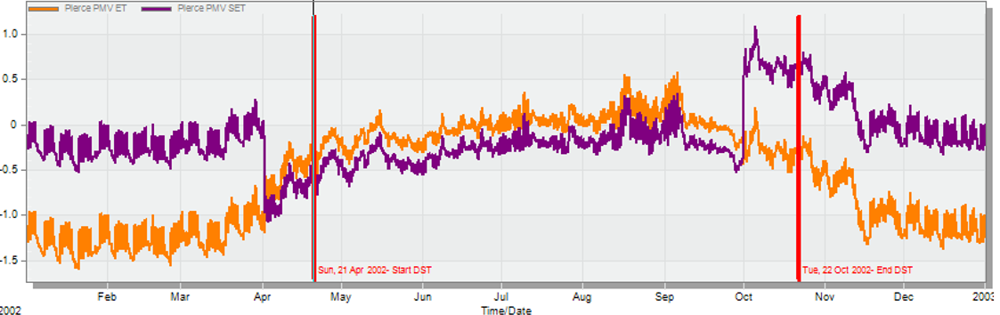 Pierce PMV ET Pierce PMV SET
1.0
0.5
0
-0.5
-1.0
-1.5
Sun, 21 Apr 2002- Start DST Tue, 22 Oct 2002- End DST
Feb Mar Apr May Jun Jul Aug Sep Oct Nov Dec 2003
2002 Time/Date